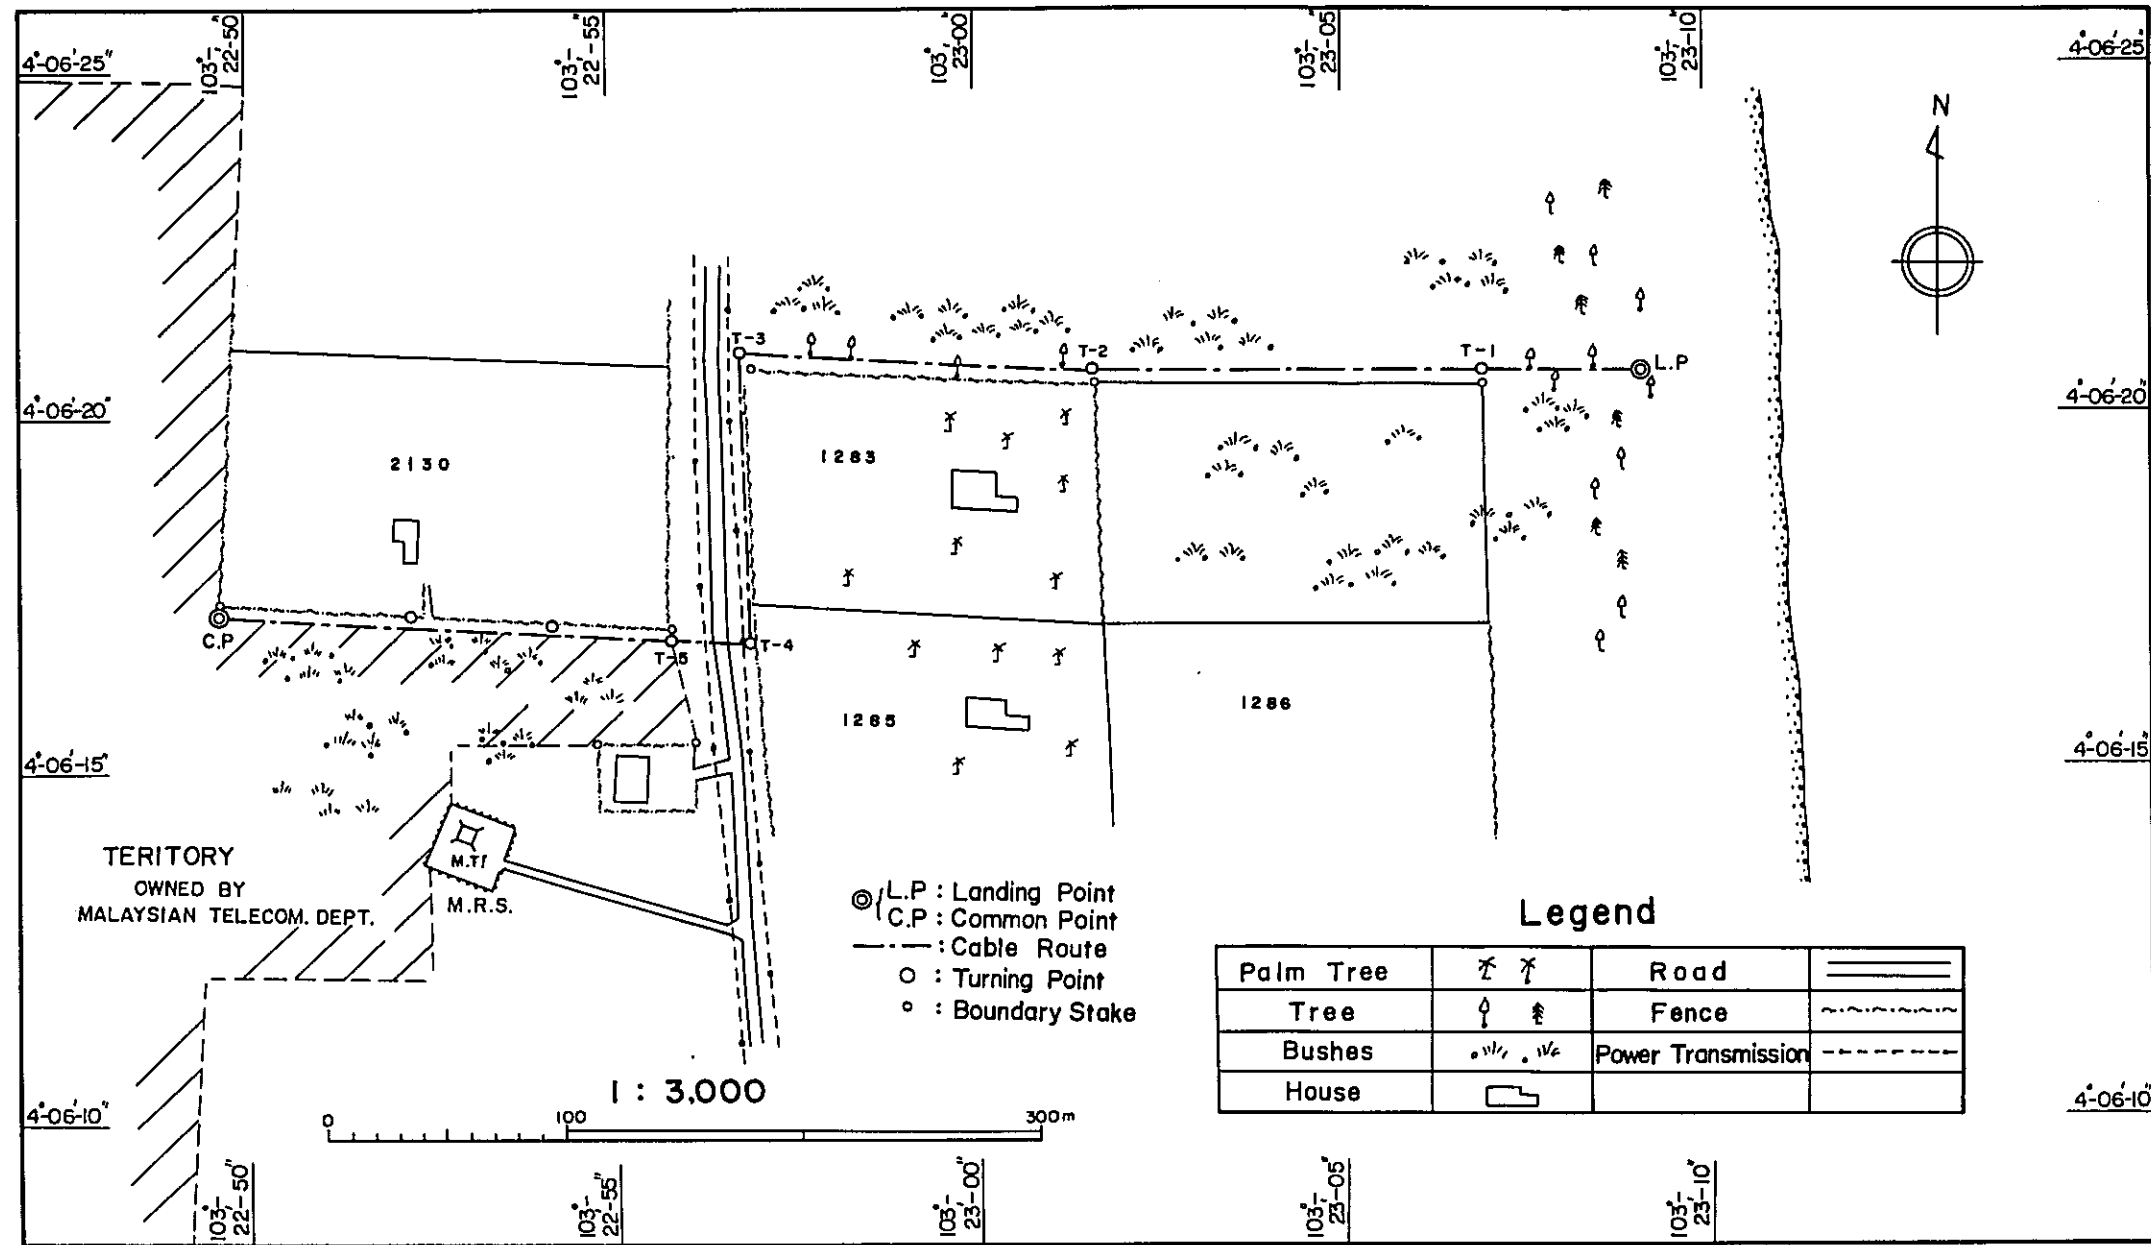 103°-
22'-50"
103°-
22'-55"
103°,
23'-00"
103°-
23'-05"
103°-
23'-10"
4°-06'-25"
4°-06'-25"
N
T-3
T-2
T-1
L.P
4°-06'-20"
4°-06'-20"
2130
1283
C.P
T-5
T-4
1285
1286
4°-06'-15"
4°-06'-15"
M.T
M.R.S.
TERITORY
OWNED BY
MALAYSIAN TELECOM. DEPT.
L.P : Landing Point
C.P : Common Point
: Cable Route
: Turning Point
: Boundary Stake
Legend
Palm Tree
Road
Tree
Fence
Bushes
Power Transmission
House
1 : 3,000
0
100
300m
4°-06'-10"
4°-06'-10"
103°-
22'-50"
103°-
22'-55"
103°-
23'-00"
103°-
23'-05"
103°-
23'-10"